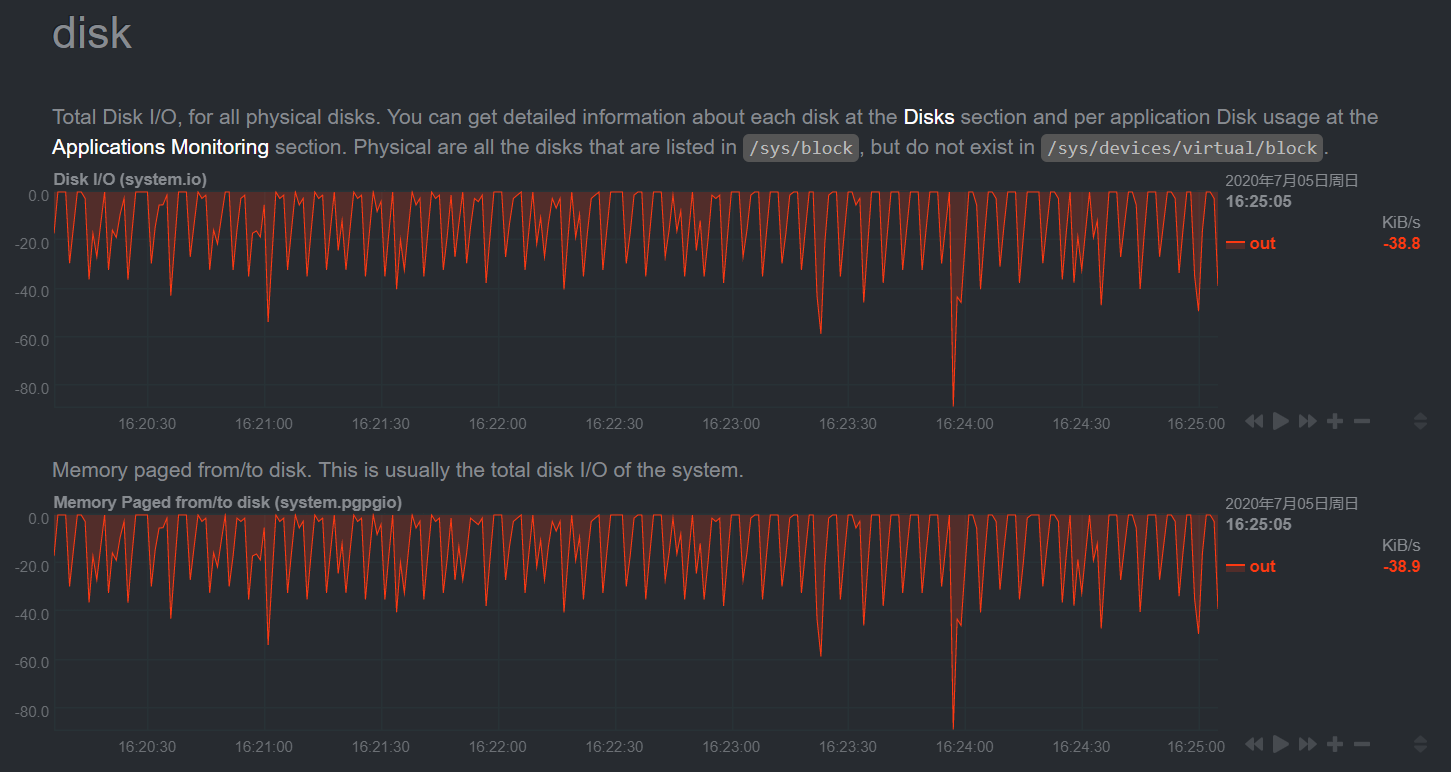 disk
Total Disk I/O, for all physical disks. You can get detailed information about each disk at the Disks section and per application Disk usage at the
Applications Monitoring section. Physical are all the disks that are listed in /sys/block, but do not exist in /sys/devices/virtual/block.
Disk I/O (system.io)
2020年7月05日周日
16:25:05
KiB/s
out -38.8
0.0
-20.0
-40.0
-60.0
-80.0
16:20:30 16:21:00 16:21:30 16:22:00 16:22:30 16:23:00 16:23:30 16:24:00 16:24:30 16:25:00
Memory paged from/to disk. This is usually the total disk I/O of the system.
Memory Paged from/to disk (system.pgpgio)
2020年7月05日周日
16:25:05
KiB/s
out -38.9
0.0
-20.0
-40.0
-60.0
-80.0
16:20:30 16:21:00 16:21:30 16:22:00 16:22:30 16:23:00 16:23:30 16:24:00 16:24:30 16:25:00